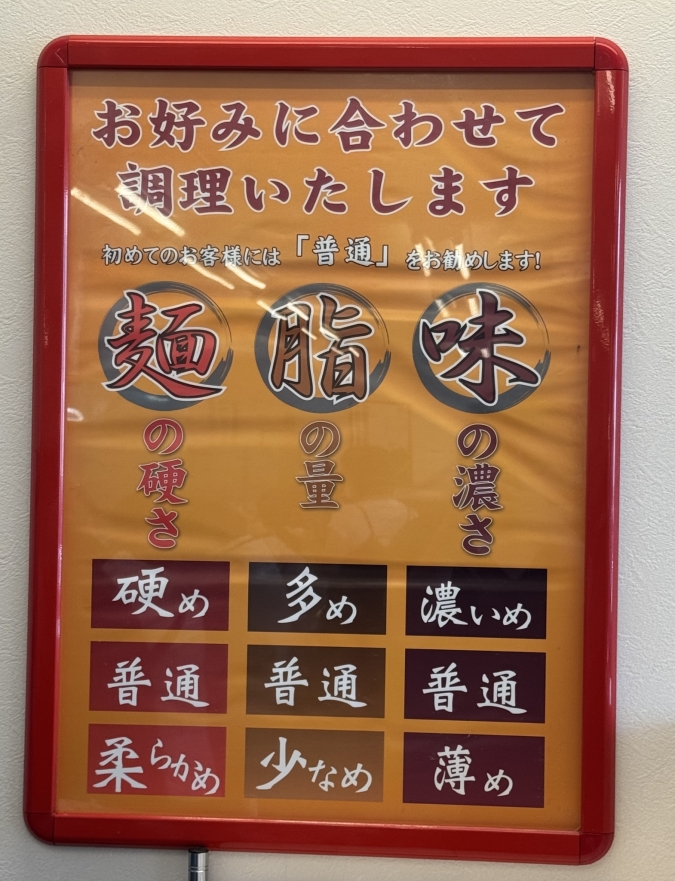 お好みに合わせて
調理いたします
初めてのお客様には「普通」をお勧めします!
麺の硬さ
脂の量
味の濃さ
硬め
多め
濃いめ
普通
普通
普通
柔らかめ
少なめ
薄め